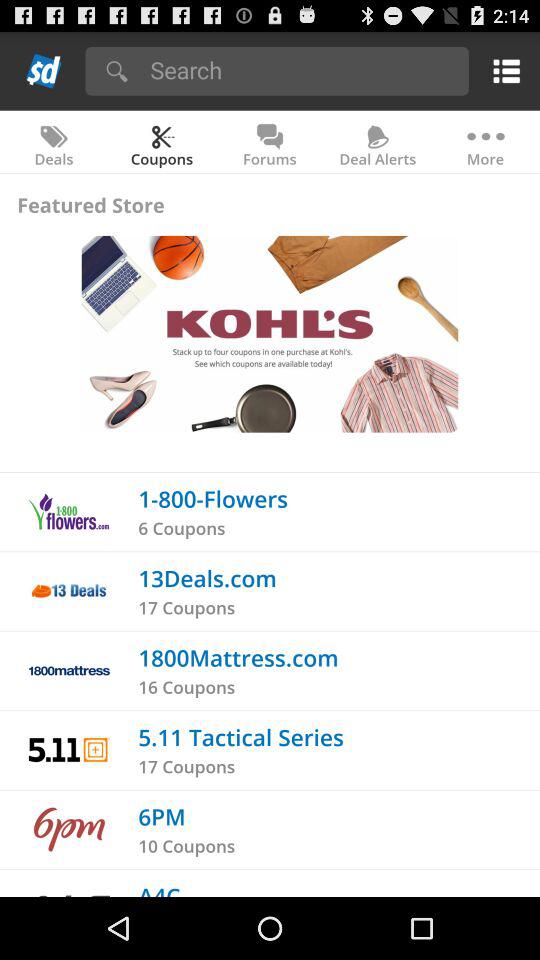 2:14
$d
Search
Deals
Coupons
Forums
Deal Alerts
More
Featured Store
KOHL'S
Stack up to four coupons in one purchase at Kohl's.
See which coupons are available today!
1-800-Flowers
1·800
flowers.com
6 Coupons
13Deals.com
13 Deals
17 Coupons
1800Mattress.com
1800mattress
16 Coupons
5.11 Tactical Series
5.11
17 Coupons
6PM
6pm
10 Coupons
A4C